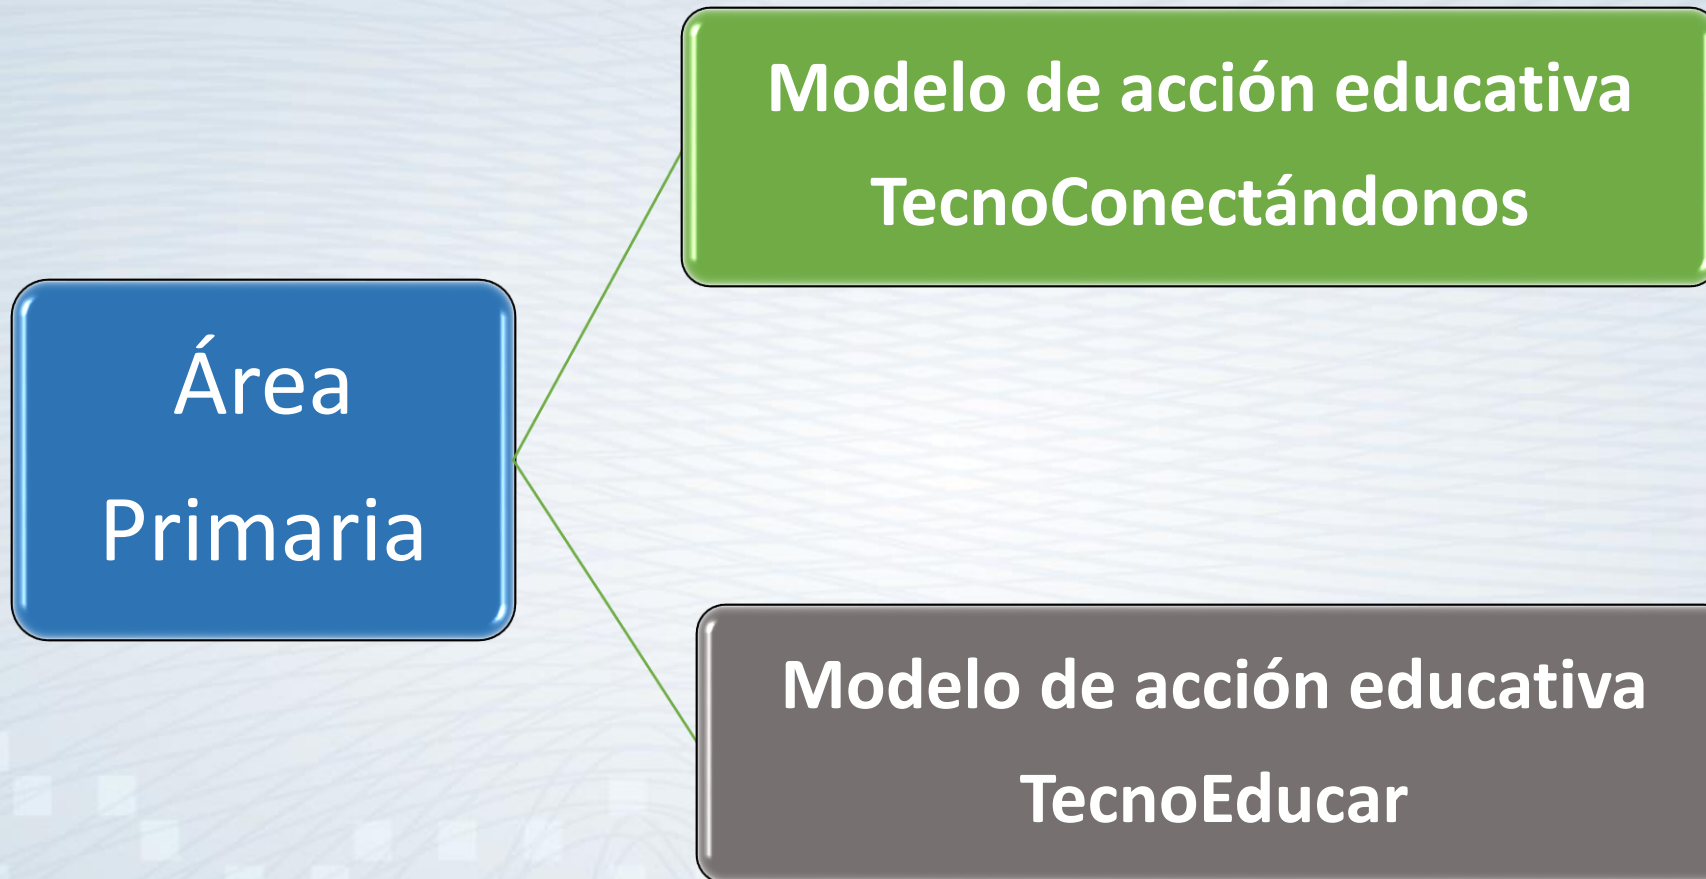 Modelo de acción educativa
TecnoConectándonos
Área
Primaria
Modelo de acción educativa
TecnoEducar